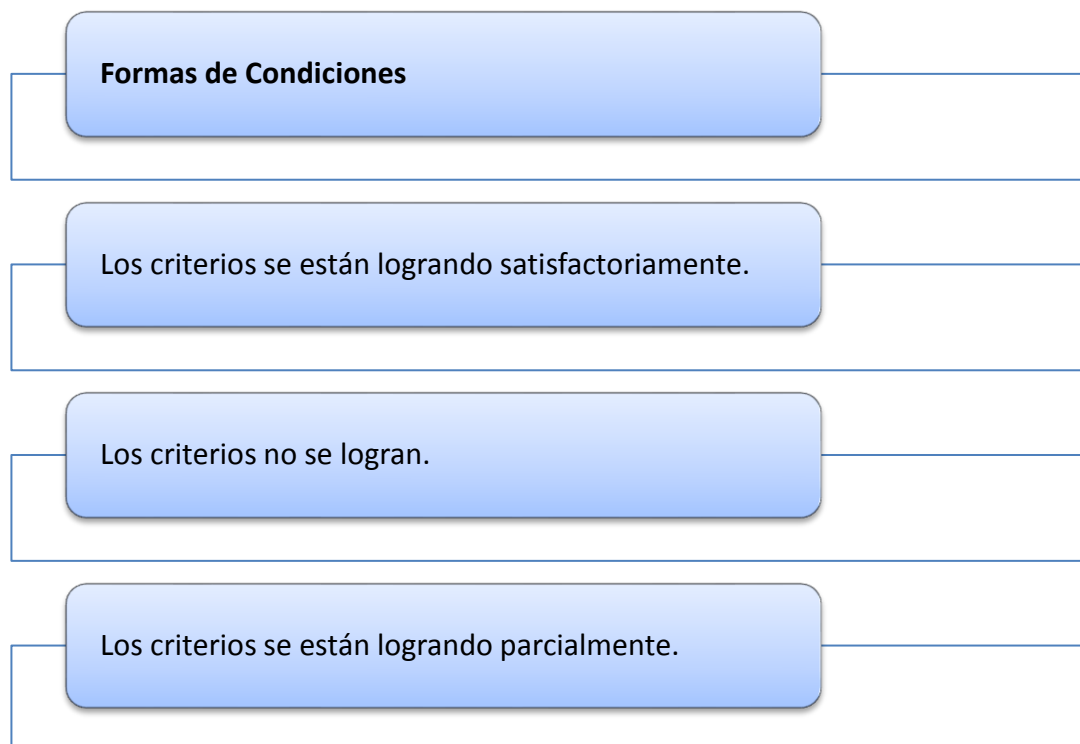 Formas de Condiciones
Los criterios se están logrando satisfactoriamente.
Los criterios no se logran.
Los criterios se están logrando parcialmente.